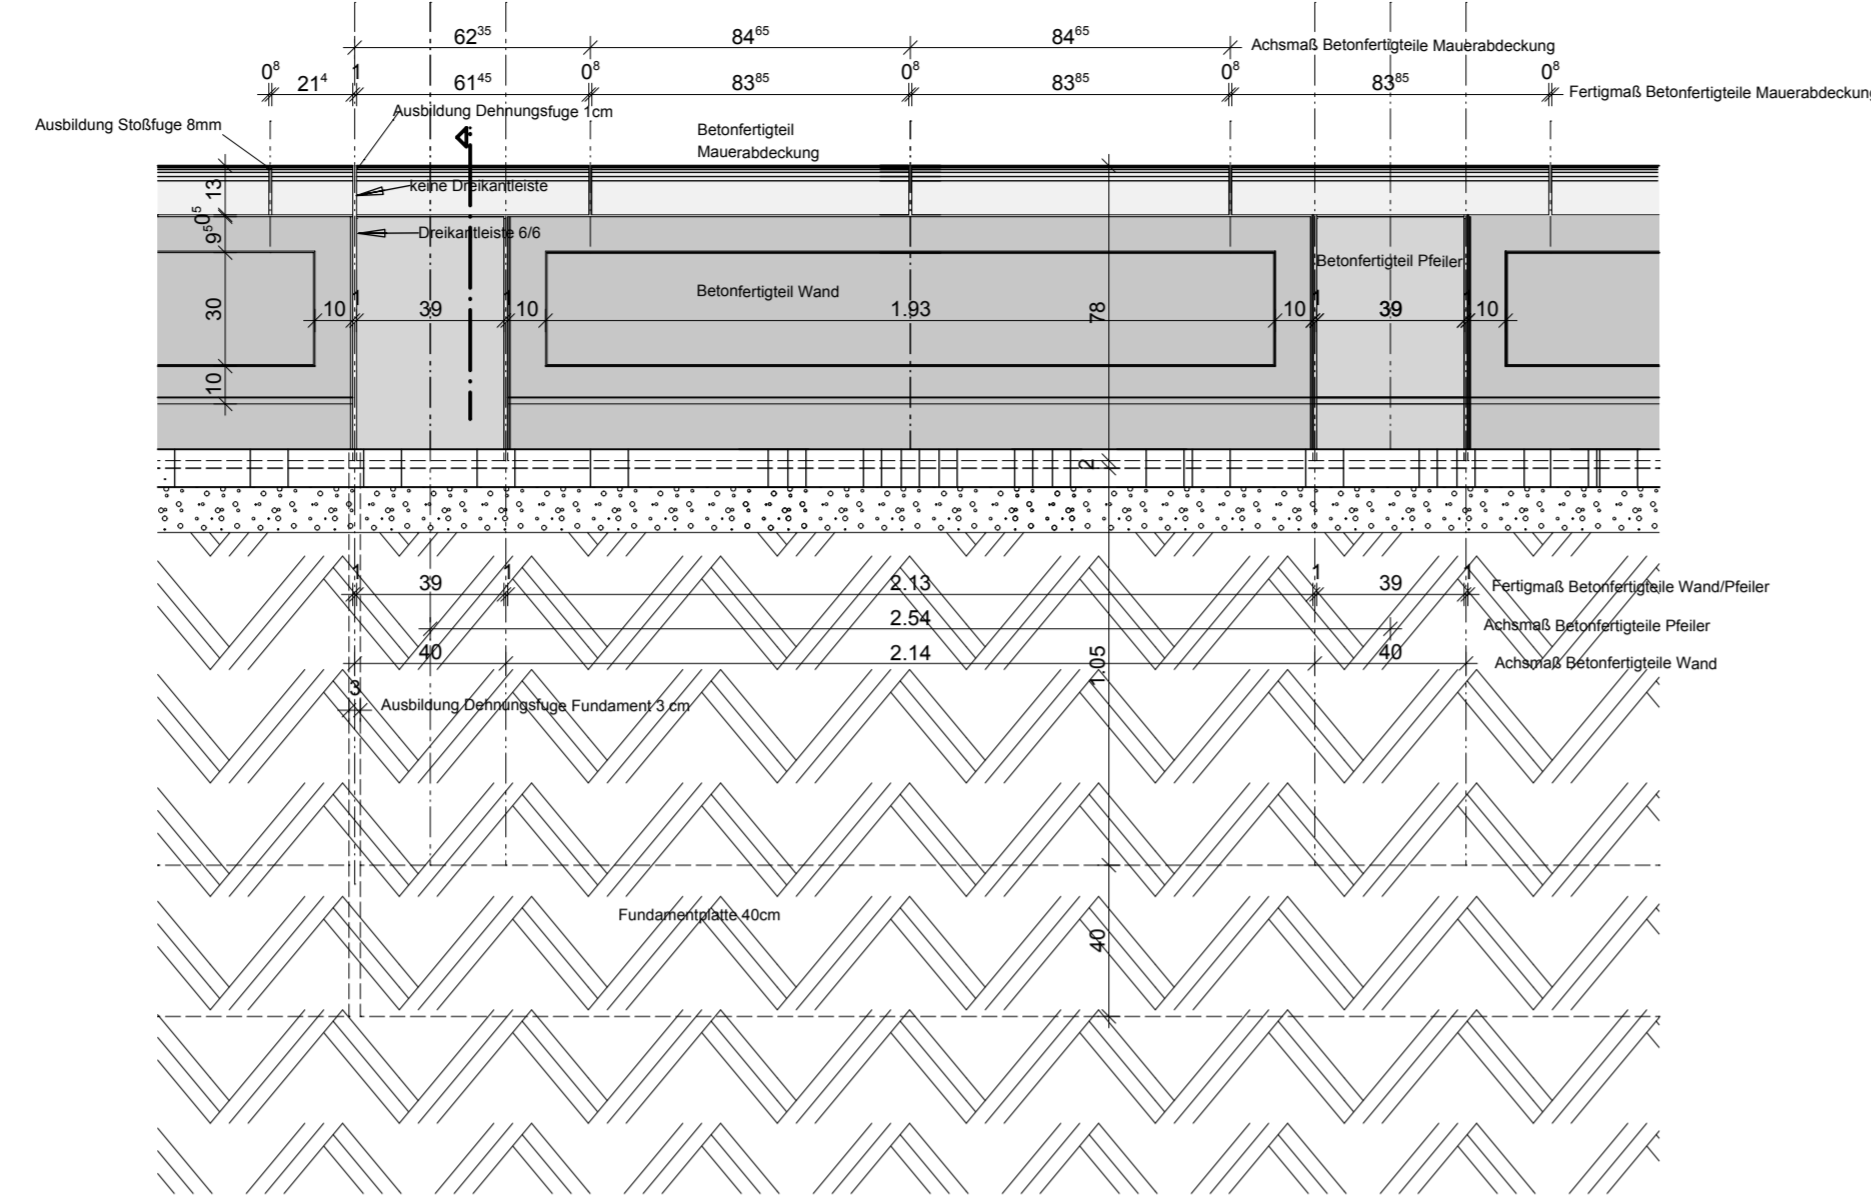 62³⁵ 84⁶⁵ 84⁶⁵ Achsmaß Betonfertigteile Mauerabdeckung
0⁸ 21⁴ 1 61⁴⁵ 0⁸ 83⁸⁵ 0⁸ 83⁸⁵ 0⁸ 83⁸⁵ 0⁸ Fertigmaß Betonfertigteile Mauerabdeckung
Ausbildung Stoßfuge 8mm
Ausbildung Dehnungsfuge 1cm
Betonfertigteil
Mauerabdeckung
13
keine Dreikantleiste
0⁵
9⁵
Dreikantleiste 6/6
Betonfertigteil Pfeiler
Betonfertigteil Wand
30
10 1 39 1 10 1.93 78 10 1 39 1 10
10
2
1 39 1 2.13 1 39 1 Fertigmaß Betonfertigteile Wand/Pfeiler
2.54 Achsmaß Betonfertigteile Pfeiler
40 2.14 40 Achsmaß Betonfertigteile Wand
1.05
3
Ausbildung Dehnungsfuge Fundament 3 cm
Fundamentplatte 40cm
40